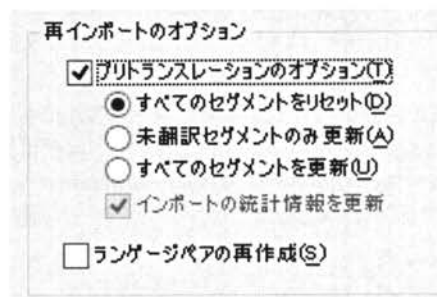 再インポートのオプション
プリトランスレーションのオプション(T)
すべてのセグメントをリセット(D)
未翻訳セグメントのみ更新(A)
すべてのセグメントを更新(U)
インポートの統計情報を更新
ランゲージペアの再作成(S)